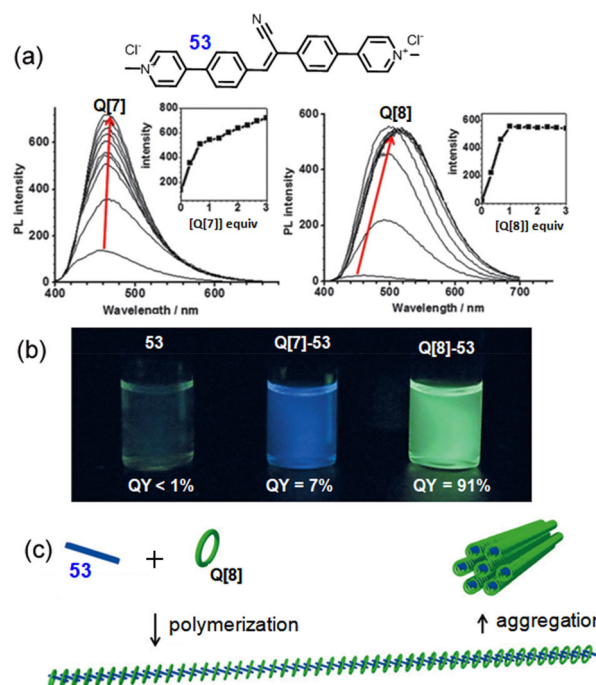 (a)
53
CN
Cl⁻
N⁺
N⁺
Cl⁻
Q[7]
PL intensity
600
400
200
0
400 500 600
Wavelength / nm
intensity
600
400
200
0
0 1 2 3
[Q[7]] equiv
Q[8]
PL intensity
600
400
200
0
400 500 600 700
Wavelength / nm
intensity
600
400
200
0
0 1 2 3
[Q[8]] equiv
(b)
53 Q[7]-53 Q[8]-53
QY < 1% QY = 7% QY = 91%
(c)
53 + Q[8]
↓ polymerization ↑ aggregation